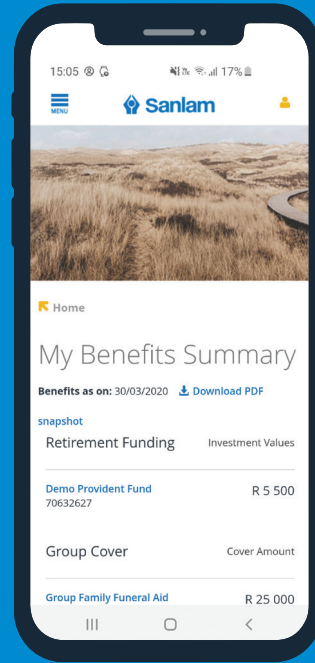 15:05 17%
MENU Sanlam
Home
My Benefits Summary
Benefits as on: 30/03/2020 Download PDF
snapshot
Retirement Funding Investment Values
Demo Provident Fund R 5 500
70632627
Group Cover Cover Amount
Group Family Funeral Aid R 25 000